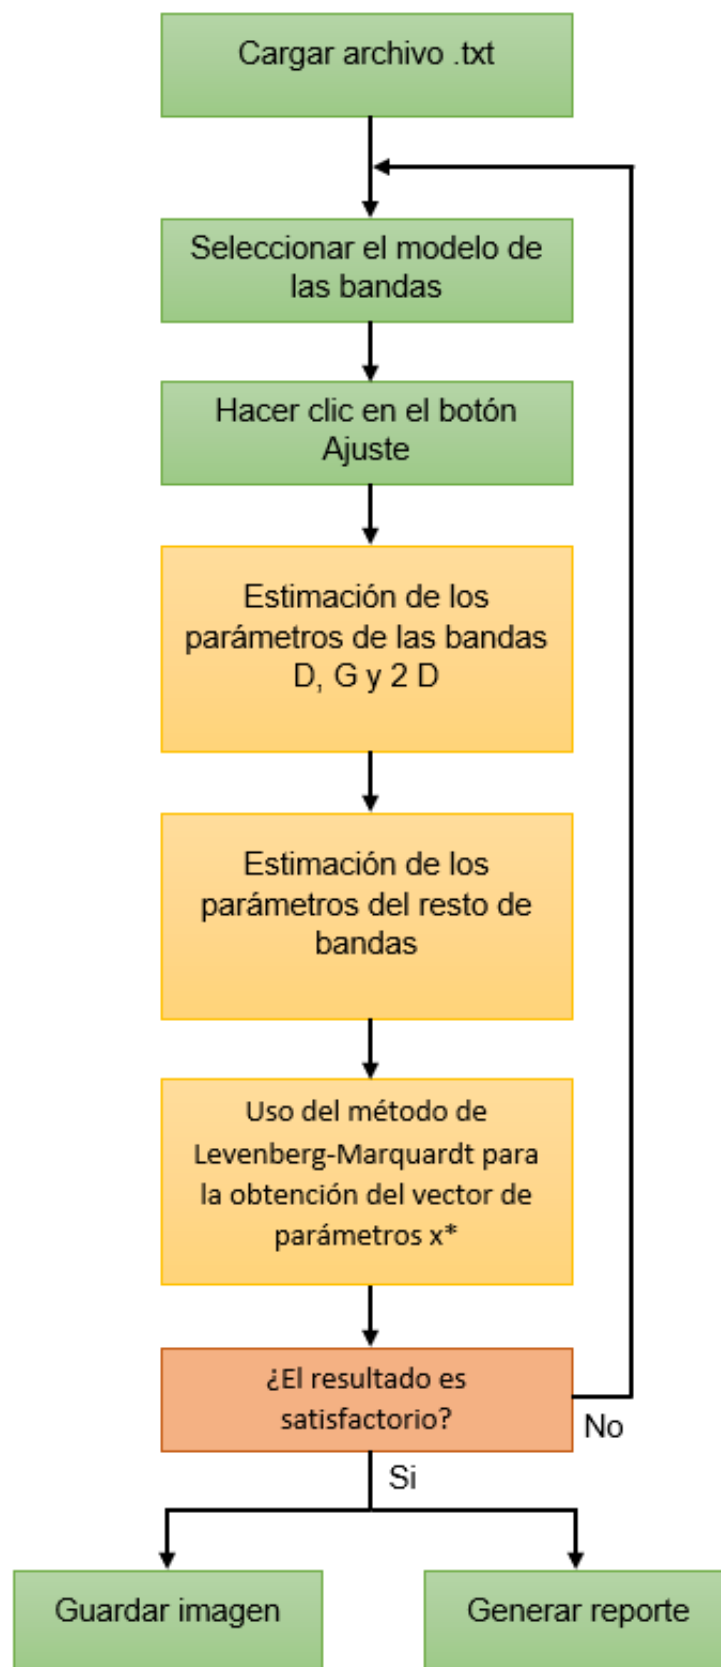 Cargar archivo .txt
Seleccionar el modelo de
las bandas
Hacer clic en el botón
Ajuste
Estimación de los
parámetros de las bandas
D, G y 2 D
Estimación de los
parámetros del resto de
bandas
Uso del método de
Levenberg-Marquardt para
la obtención del vector de
parámetros x*
¿El resultado es
satisfactorio?
No
Si
Guardar imagen
Generar reporte